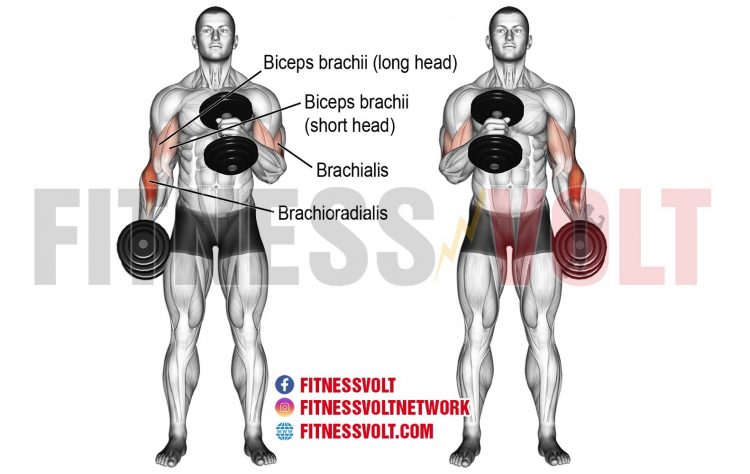 Biceps brachii (long head)
Biceps brachii
(short head)
Brachialis
Brachioradialis
FITNESS VOLT
FITNESSVOLT
FITNESSVOLTNETWORK
FITNESSVOLT.COM